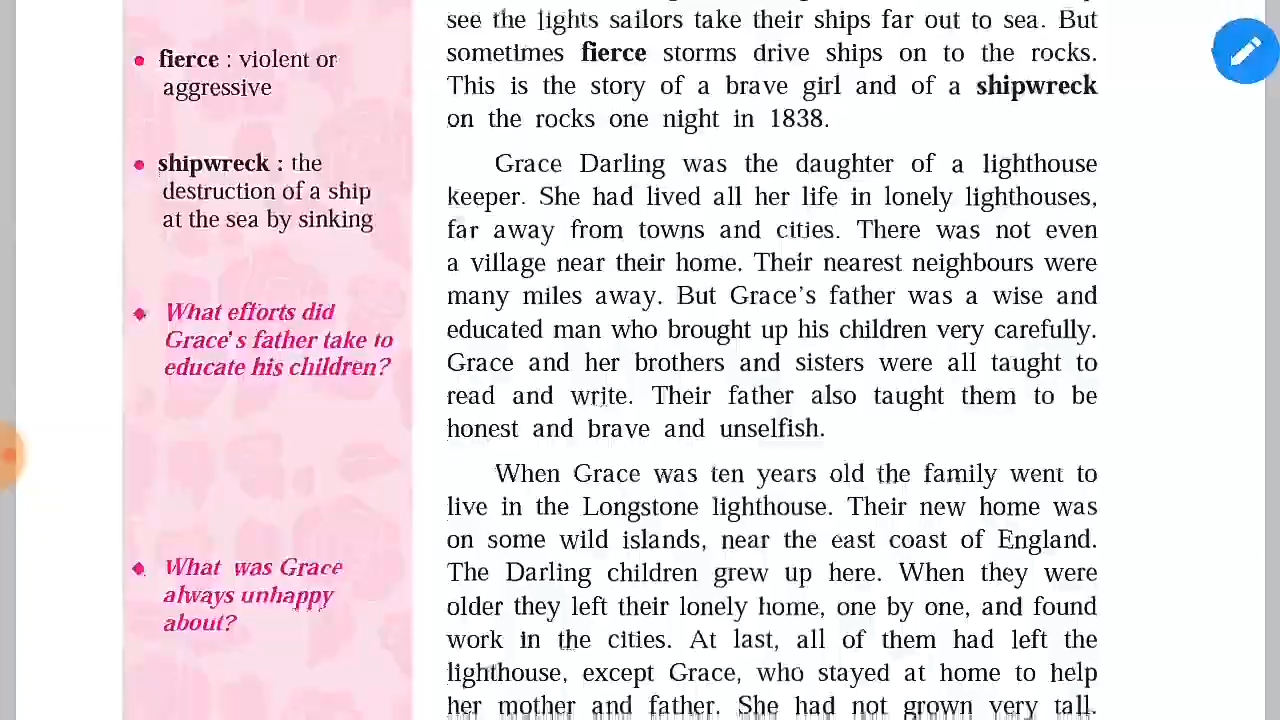 • fierce : violent or
aggressive
• shipwreck : the
destruction of a ship
at the sea by sinking
◆ What efforts did
Grace's father take to
educate his children?
◆ What was Grace
always unhappy
about?
see the lights sailors take their ships far out to sea. But
sometimes fierce storms drive ships on to the rocks.
This is the story of a brave girl and of a shipwreck
on the rocks one night in 1838.
Grace Darling was the daughter of a lighthouse
keeper. She had lived all her life in lonely lighthouses,
far away from towns and cities. There was not even
a village near their home. Their nearest neighbours were
many miles away. But Grace's father was a wise and
educated man who brought up his children very carefully.
Grace and her brothers and sisters were all taught to
read and write. Their father also taught them to be
honest and brave and unselfish.
When Grace was ten years old the family went to
live in the Longstone lighthouse. Their new home was
on some wild islands, near the east coast of England.
The Darling children grew up here. When they were
older they left their lonely home, one by one, and found
work in the cities. At last, all of them had left the
lighthouse, except Grace, who stayed at home to help
her mother and father. She had not grown very tall.